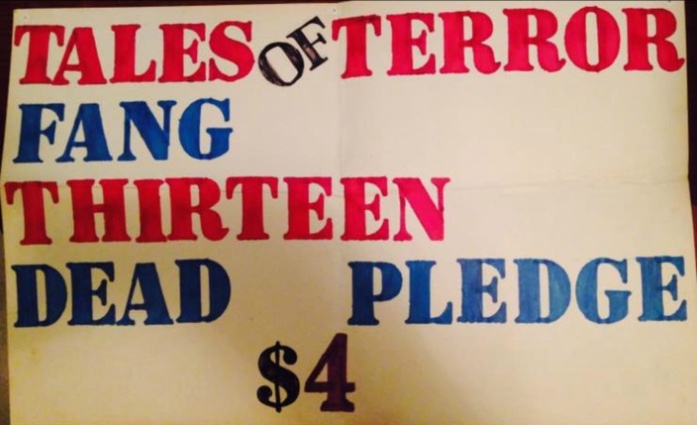 TALES OF TERROR
FANG
THIRTEEN
DEAD PLEDGE
$4